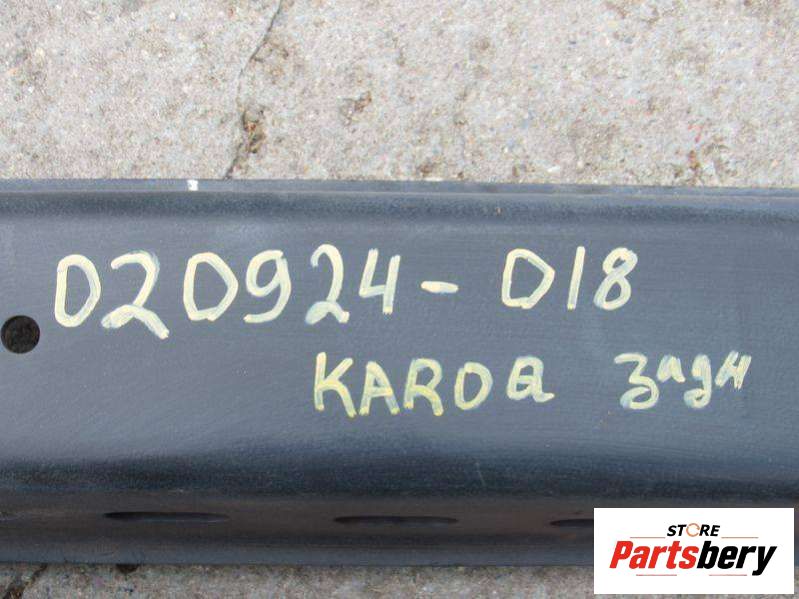 020924-018
KAROQ задн
STORE
Partsbery